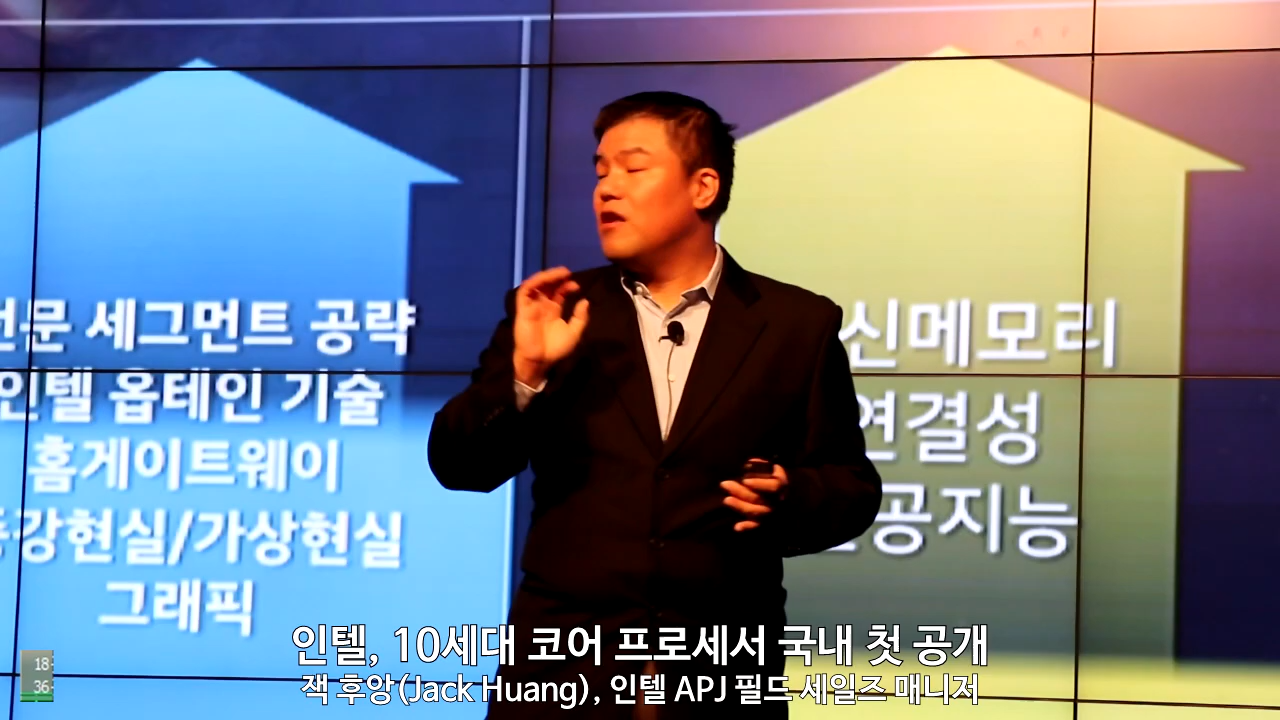 세그먼트 공략
인텔 옵테인 기술
홈게이트웨이
증강현실/가상현실
그래픽
신메모리
연결성
인공지능
인텔, 10세대 코어 프로세서 국내 첫 공개
잭 후앙(Jack Huang), 인텔 APJ 필드 세일즈 매니저
18-
36-